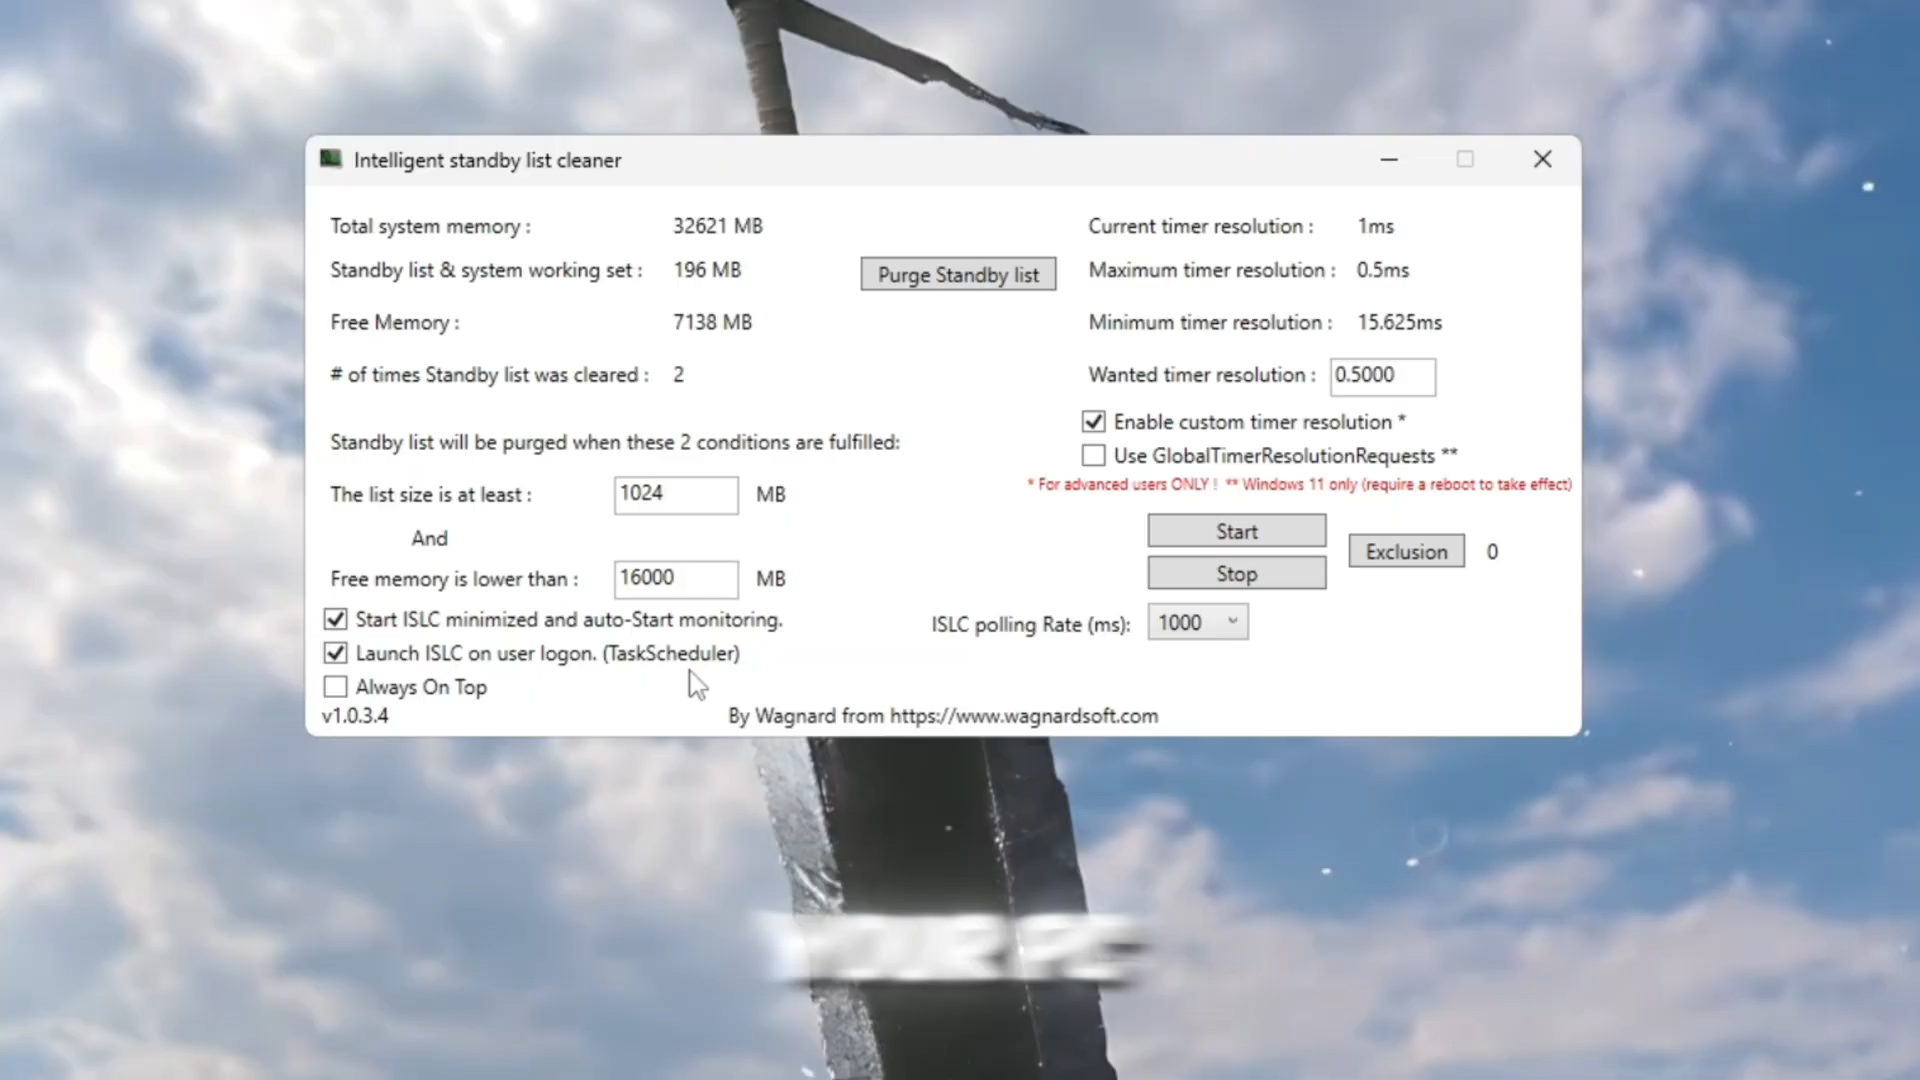 Intelligent standby list cleaner
Total system memory : 32621 MB
Standby list & system working set : 196 MB
Purge Standby list
Free Memory : 7138 MB
# of times Standby list was cleared : 2
Standby list will be purged when these 2 conditions are fulfilled:
The list size is at least : 1024 MB
And
Free memory is lower than : 16000 MB
Start ISLC minimized and auto-Start monitoring.
Launch ISLC on user logon. (TaskScheduler)
Always On Top
v1.0.3.4
Current timer resolution : 1ms
Maximum timer resolution : 0.5ms
Minimum timer resolution : 15.625ms
Wanted timer resolution : 0.5000
Enable custom timer resolution *
Use GlobalTimerResolutionRequests **
* For advanced users ONLY ! ** Windows 11 only (require a reboot to take effect)
Start
Stop
Exclusion 0
ISLC polling Rate (ms): 1000
By Wagnard from https://www.wagnardsoft.com